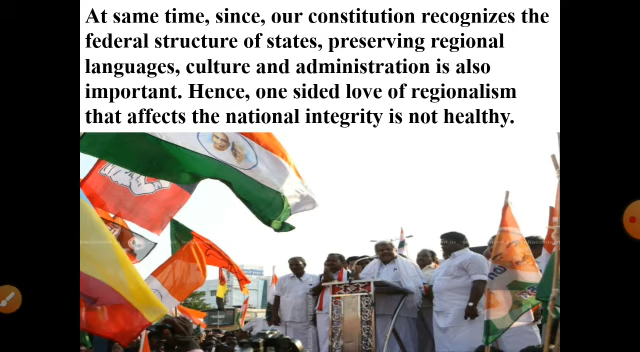 At same time, since, our constitution recognizes the
federal structure of states, preserving regional
languages, culture and administration is also
important. Hence, one sided love of regionalism
that affects the national integrity is not healthy.